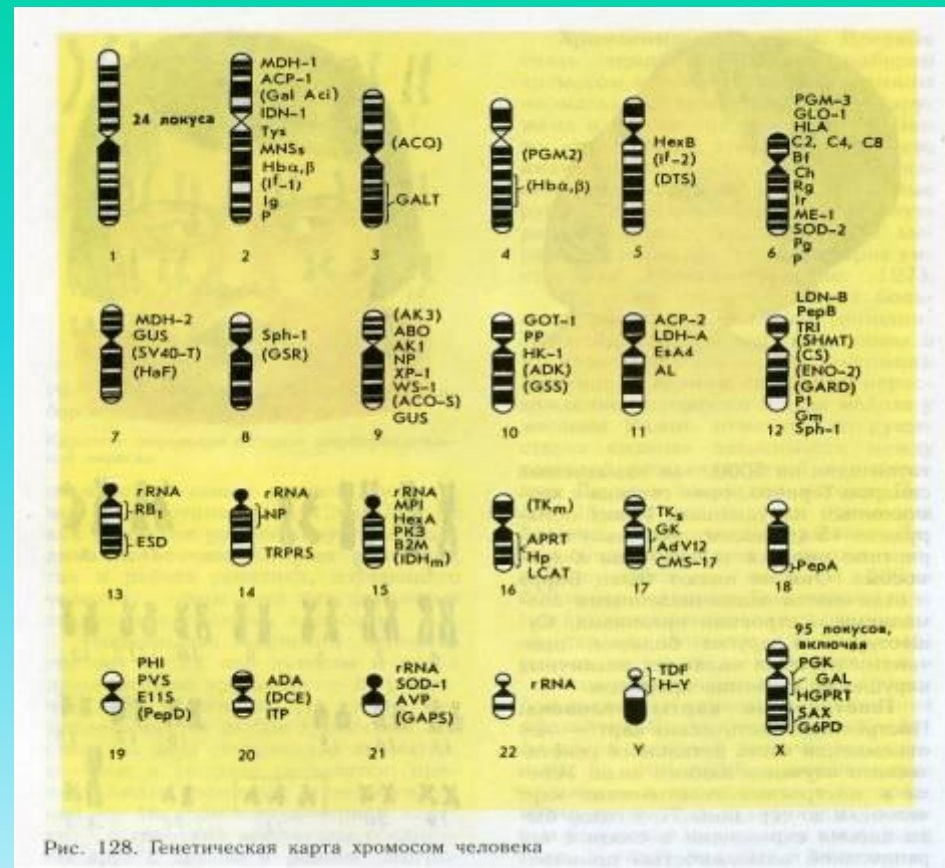 24 локуса
1
MDH-1
ACP-1
(Gal Aci)
IDN-1
Tys
MNSs
Hbα,β
(If-1)
Ig
P
2
(ACO)
GALT
3
(PGM2)
(Hbα,β)
4
HexB
(If-2)
(DTS)
5
PGM-3
GLO-1
HLA
C2, C4, C8
Bf
Ch
Rg
Ir
ME-1
SOD-2
Pg
P
6
MDH-2
GUS
(SV40-T)
(HaF)
7
Sph-1
(GSR)
8
(AK3)
ABO
AK1
NP
XP-1
WS-1
(ACO-S)
GUS
9
GOT-1
PP
HK-1
(ADK)
(GSS)
10
ACP-2
LDH-A
EsA4
AL
11
LDN-B
PepB
TRI
(SHMT)
(CS)
(ENO-2)
(GARD)
P1
Gm
Sph-1
12
rRNA
RB1
ESD
13
rRNA
NP
TRPRS
14
rRNA
MPI
HexA
PK3
B2M
(IDHm)
15
(TKm)
APRT
Hp
LCAT
16
TKs
GK
AdV12
CMS-17
17
PepA
18
PHI
PVS
E11S
(PepD)
19
ADA
(DCE)
ITP
20
rRNA
SOD-1
AVP
(GAPS)
21
rRNA
22
TDF
H-Y
Y
95 локусов,
включая
PGK
GAL
HGPRT
SAX
G6PD
X
Рис. 128. Генетическая карта хромосом человека